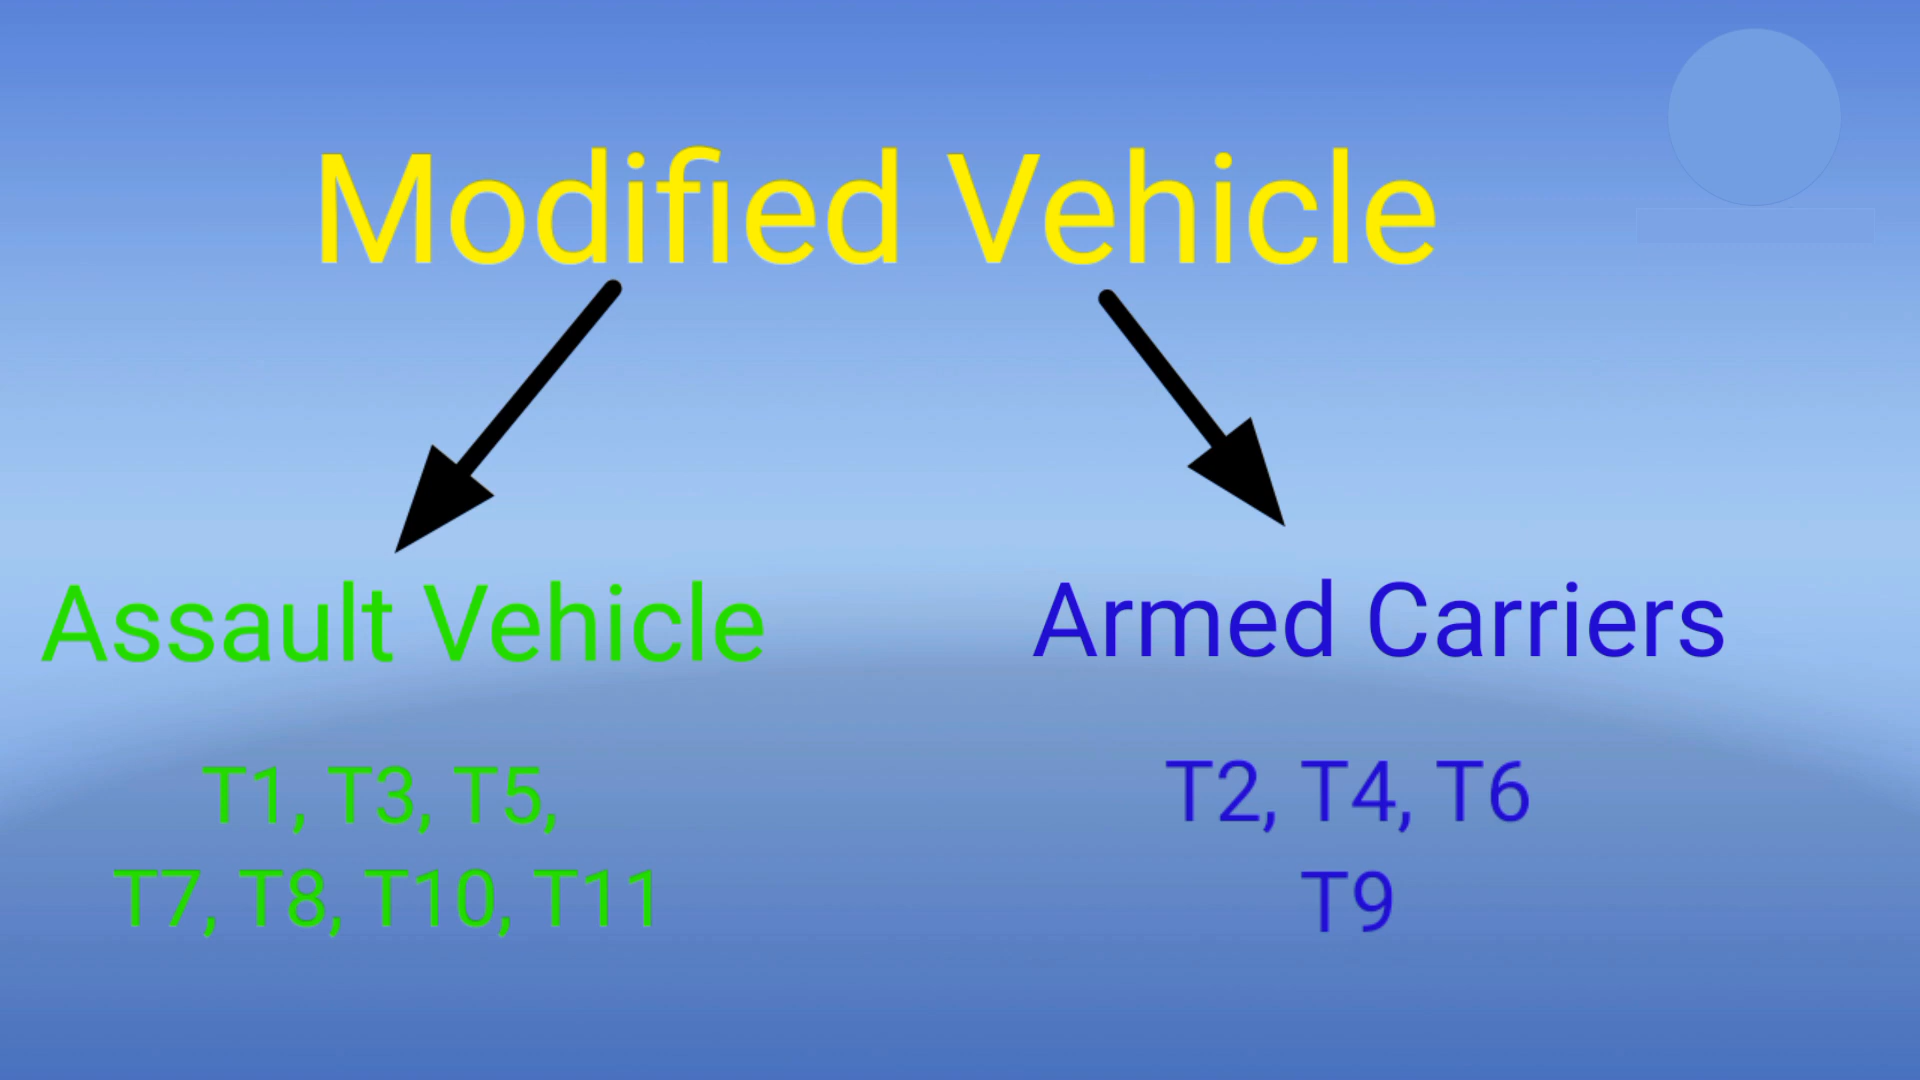 Modified Vehicle
Assault Vehicle
T1, T3, T5,
T7, T8, T10, T11
Armed Carriers
T2, T4, T6
T9